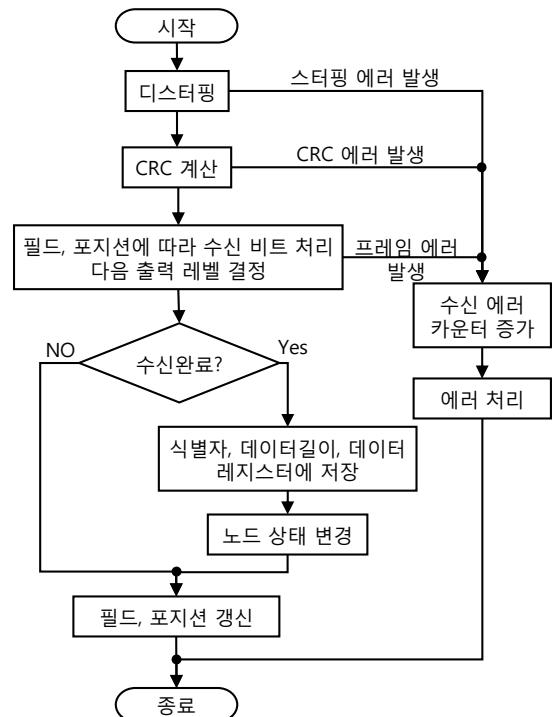 시작
디스터핑
스터핑 에러 발생
CRC 계산
CRC 에러 발생
필드, 포지션에 따라 수신 비트 처리
다음 출력 레벨 결정
프레임 에러
발생
수신 에러
카운터 증가
NO
수신완료?
Yes
에러 처리
식별자, 데이터길이, 데이터
레지스터에 저장
노드 상태 변경
필드, 포지션 갱신
종료